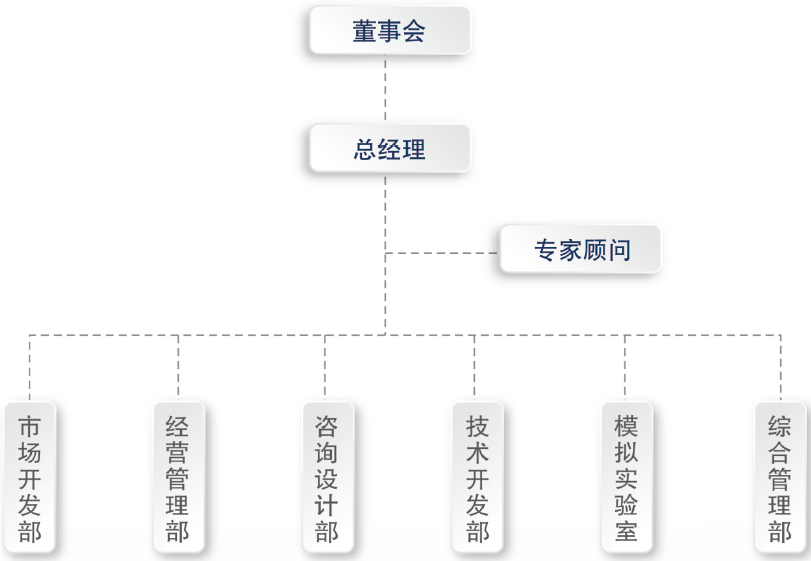 董事会
总经理
专家顾问
市场开发部
经营管理部
咨询设计部
技术开发部
模拟实验室
综合管理部